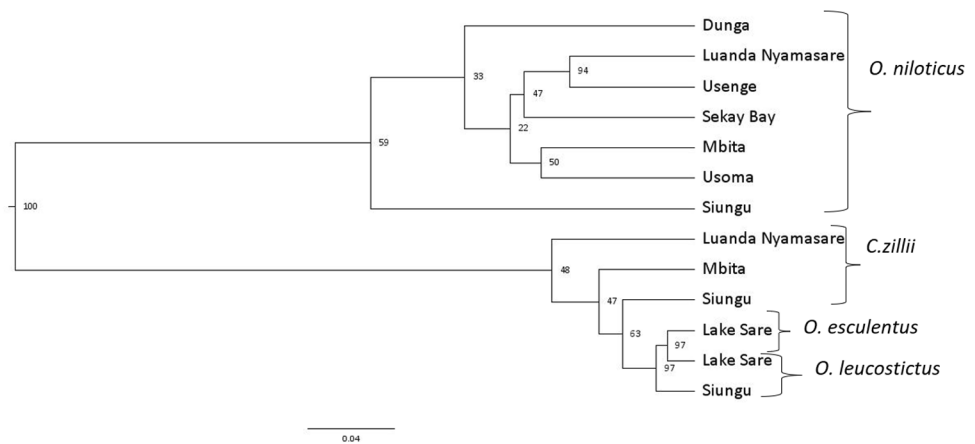 Dunga
Luanda Nyamasare
O. niloticus
33
94
Usenge
47
Sekay Bay
22
59
Mbita
50
Usoma
100
Siungu
Luanda Nyamasare
C.zillii
48
Mbita
47
Siungu
63
Lake Sare
O. esculentus
97
Lake Sare
97
O. leucostictus
Siungu
0.04